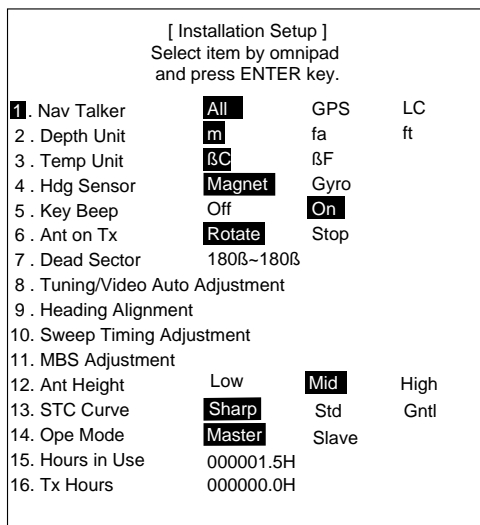 [ Installation Setup ]
Select item by omnipad
and press ENTER key.
1 . Nav Talker All GPS LC
2 . Depth Unit m fa ft
3 . Temp Unit ßC ßF
4 . Hdg Sensor Magnet Gyro
5 . Key Beep Off On
6 . Ant on Tx Rotate Stop
7 . Dead Sector 180ß~180ß
8 . Tuning/Video Auto Adjustment
9 . Heading Alignment
10. Sweep Timing Adjustment
11. MBS Adjustment
12. Ant Height Low Mid High
13. STC Curve Sharp Std Gntl
14. Ope Mode Master Slave
15. Hours in Use 000001.5H
16. Tx Hours 000000.0H